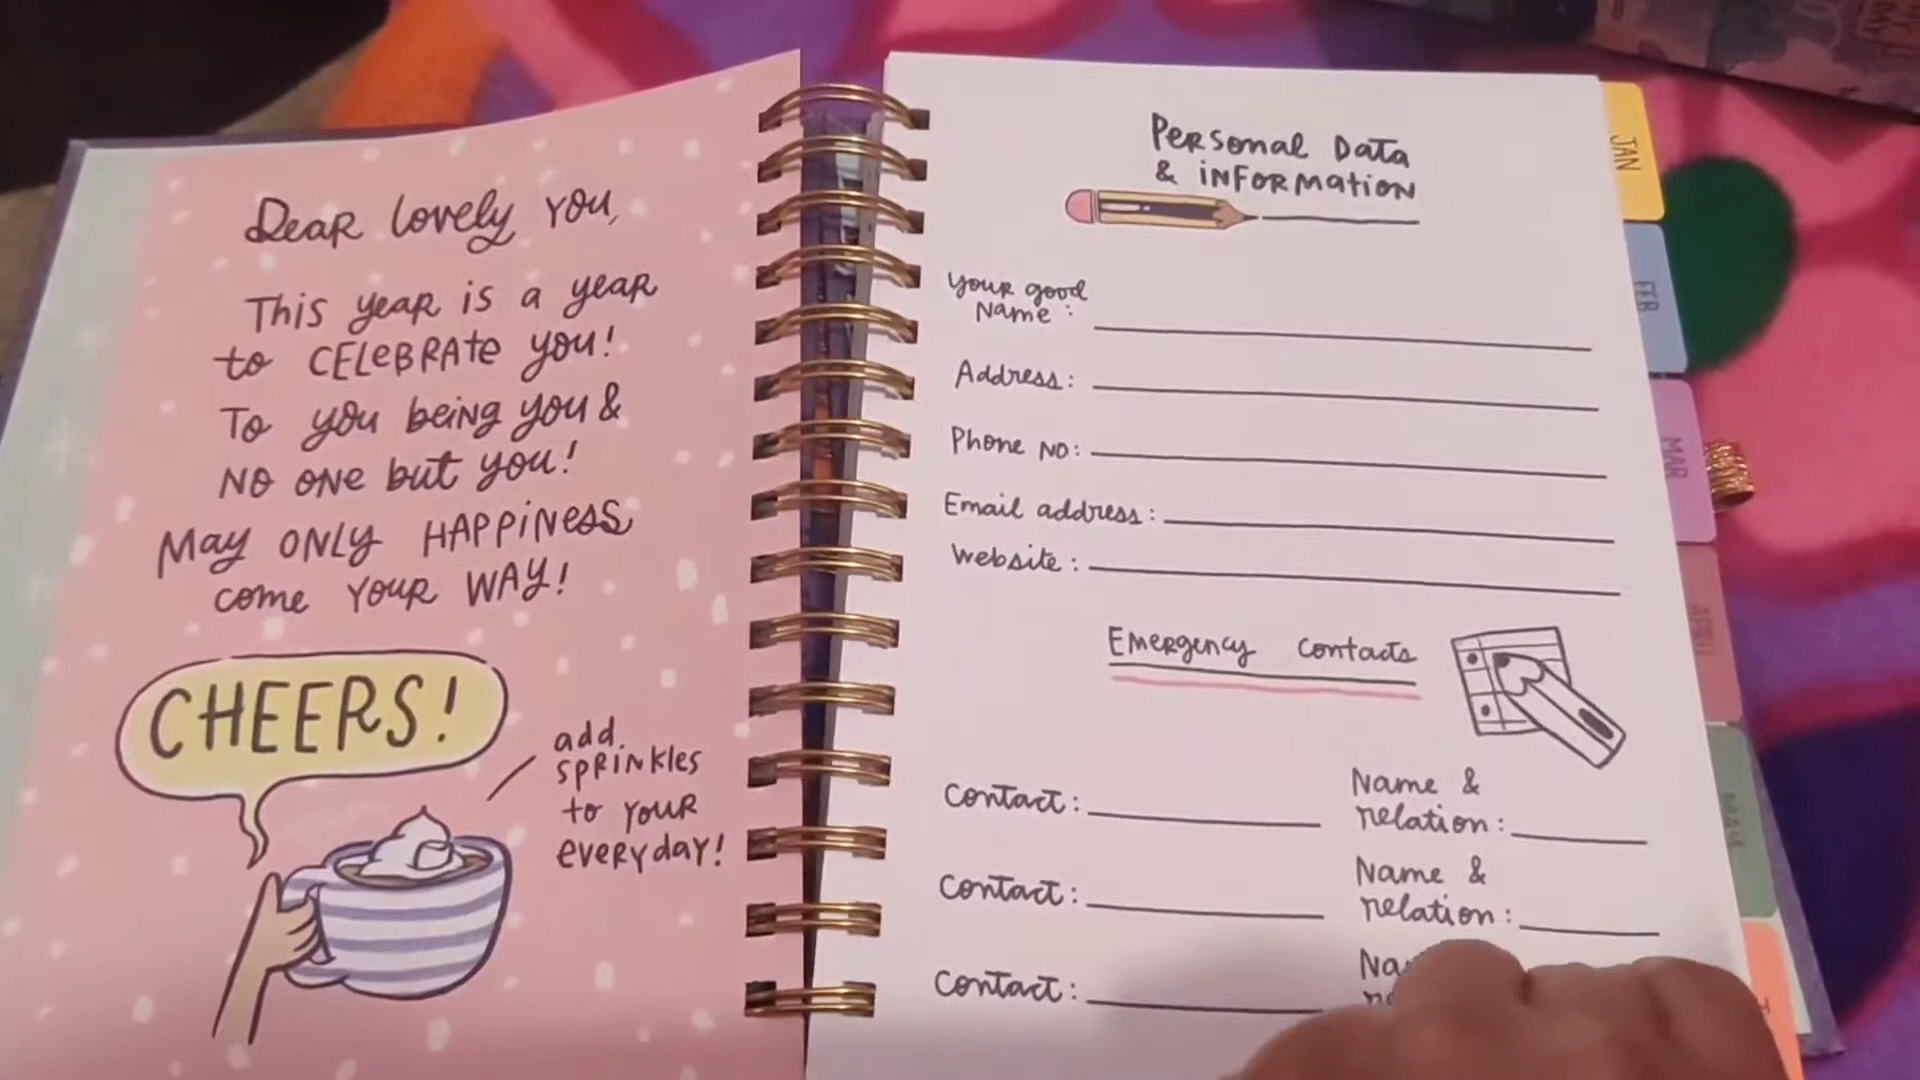 Dear lovely you,
This year is a year
to CELEBRATE you!
To you being you &
NO ONE but you!
May ONLY HAPPINESS
come YOUR WAY!
CHEERS!
add
sprinkles
to your
everyday!
Personal Data
& information
Your good
Name:
Address:
Phone NO:
Email address:
Website:
Emergency contacts
Contact:
Name &
relation:
Contact:
Name &
relation:
Contact:
JAN
FEB
MAR
APRIL
MAY